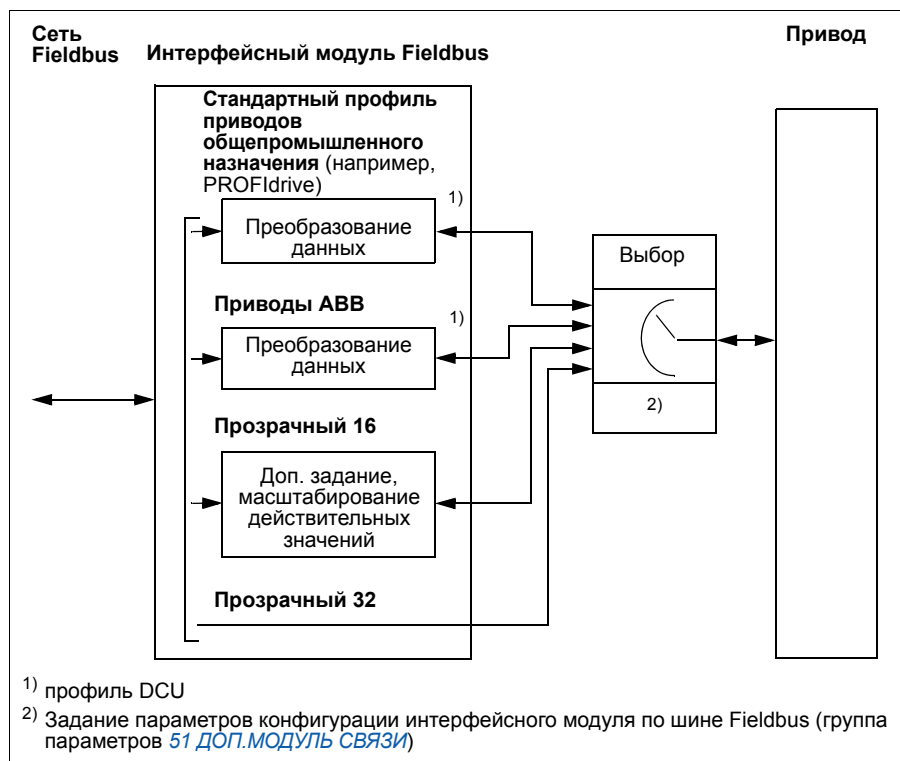 Сеть
Fieldbus
Интерфейсный модуль Fieldbus
Привод
Стандартный профиль
приводов
общепромышленного
назначения (например,
PROFIdrive)
1)
Преобразование
данных
Выбор
Приводы ABB
1)
Преобразование
данных
2)
Прозрачный 16
Доп. задание,
масштабирование
действительных
значений
Прозрачный 32
1) профиль DCU
2) Задание параметров конфигурации интерфейсного модуля по шине Fieldbus (группа
параметров 51 ДОП.МОДУЛЬ СВЯЗИ)